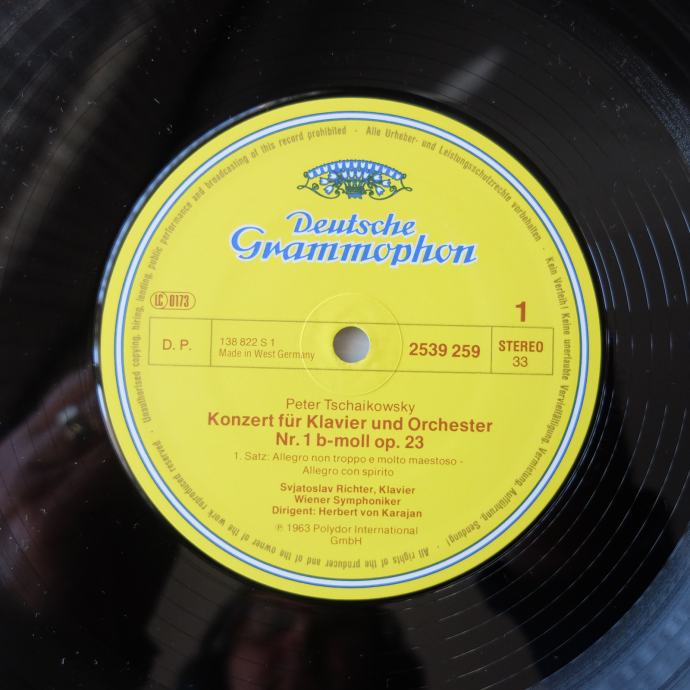 Unauthorised copying, hiring, lending, public performance and broadcasting of this record prohibited · Alle Urheber- und Leistungsschutzrechte vorbehalten · Kein Verleih! Keine unerlaubte Vervielfältigung, Vermietung, Aufführung, Sendung! · All rights of the producer and of the owner of the work reproduced reserved ·
Deutsche
Grammophon
LC 0173
1
D. P.
138 822 S 1
Made in West Germany
2539 259
STEREO
33
Peter Tschaikowsky
Konzert für Klavier und Orchester
Nr. 1 b-moll op. 23
1. Satz: Allegro non troppo e molto maestoso -
Allegro con spirito
Svjatoslav Richter, Klavier
Wiener Symphoniker
Dirigent: Herbert von Karajan
℗ 1963 Polydor International
GmbH